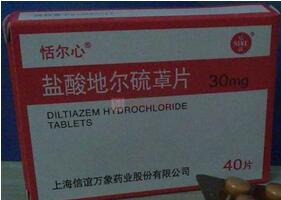 恬尔心®
SINE
盐酸地尔硫䓬片
30mg
DILTIAZEM HYDROCHLORIDE
TABLETS
40片
上海信谊万象药业股份有限公司